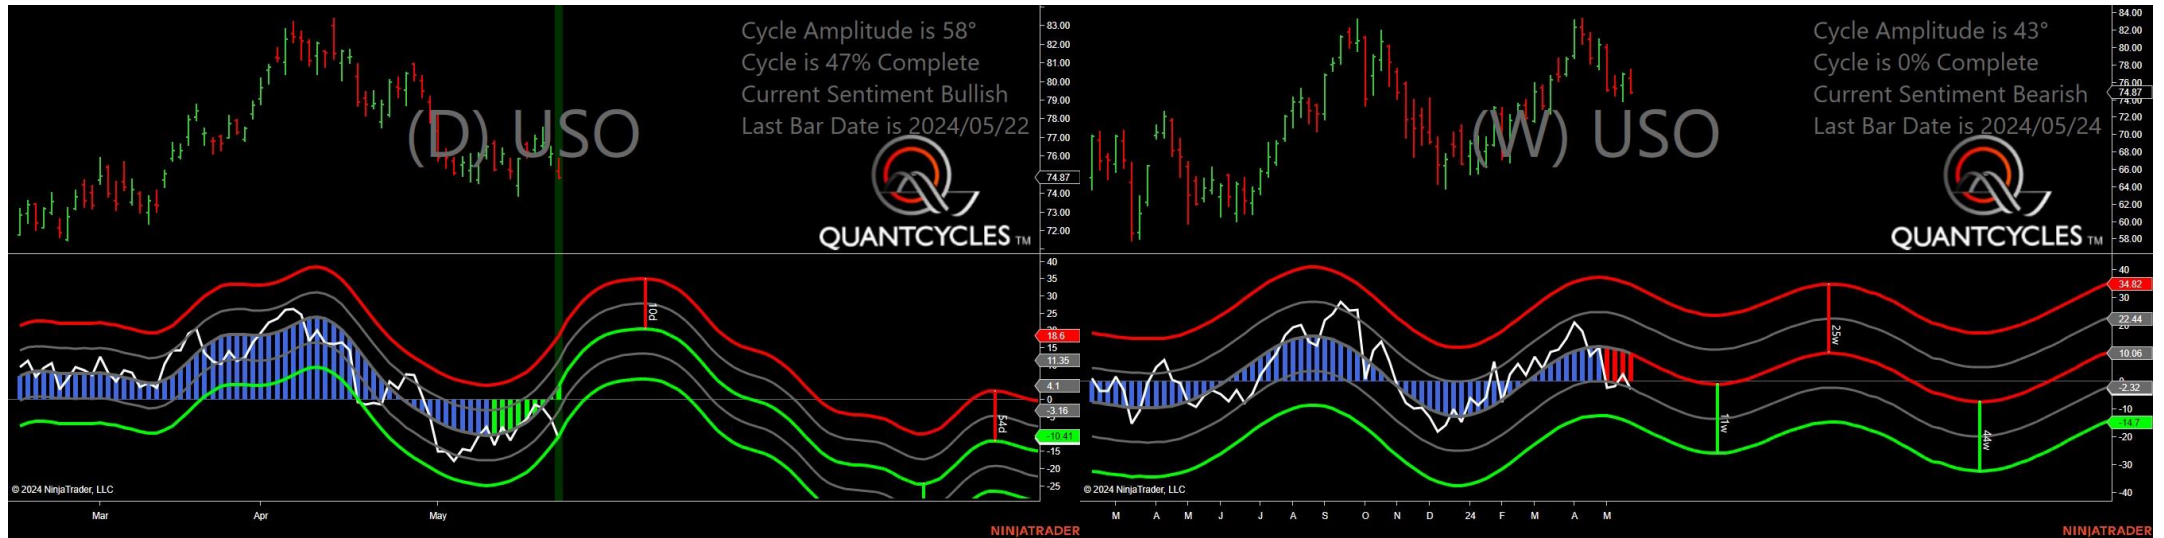 Cycle Amplitude is 58°
Cycle is 47% Complete
Current Sentiment Bullish
Last Bar Date is 2024/05/22
(D) USO
QUANTCYCLES TM
83.00
82.00
81.00
80.00
79.00
78.00
77.00
76.00
74.87
74.00
73.00
72.00
40
35
30
25
18.6
15
11.35
4.1
0
-3.16
-10.41
-15
-20
-25
10d
54d
© 2024 NinjaTrader, LLC
Mar
Apr
May
NINJATRADER
Cycle Amplitude is 43°
Cycle is 0% Complete
Current Sentiment Bearish
Last Bar Date is 2024/05/24
(W) USO
QUANTCYCLES TM
84.00
82.00
80.00
78.00
76.00
74.87
74.00
72.00
70.00
68.00
66.00
64.00
62.00
60.00
58.00
40
34.82
30
22.44
10.06
-2.32
-10
-14.7
-20
-30
-40
25w
11w
44w
© 2024 NinjaTrader, LLC
M A M J J A S O N D 24 F M A M
NINJATRADER